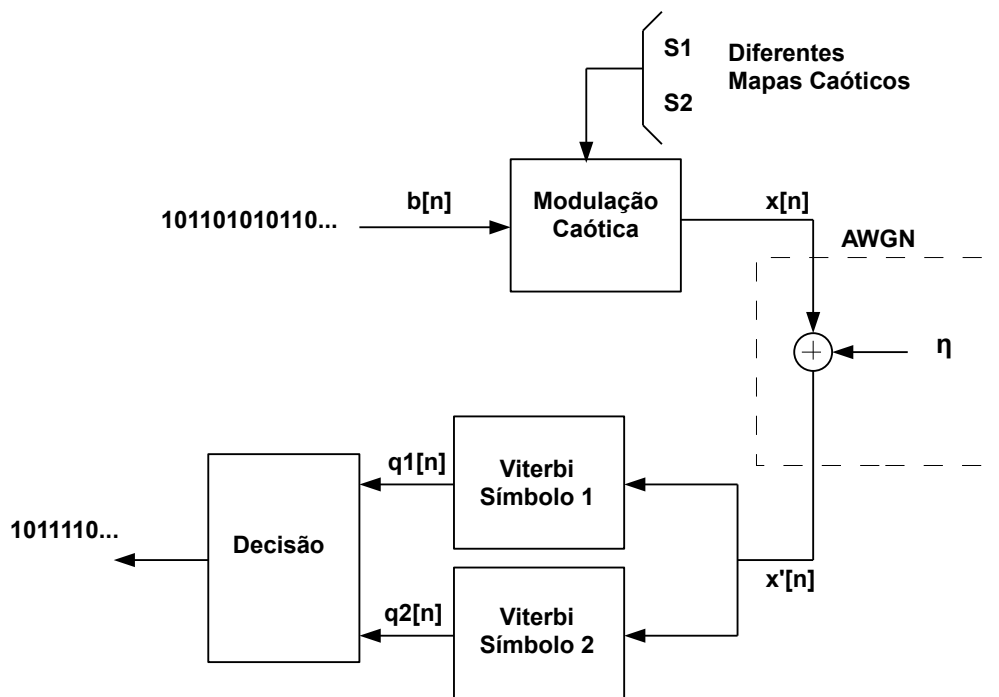 S1
Diferentes
Mapas Caóticos
S2
b[n]
Modulação
Caótica
x[n]
101101010110...
AWGN
η
q1[n]
Viterbi
Símbolo 1
1011110...
Decisão
x'[n]
q2[n]
Viterbi
Símbolo 2